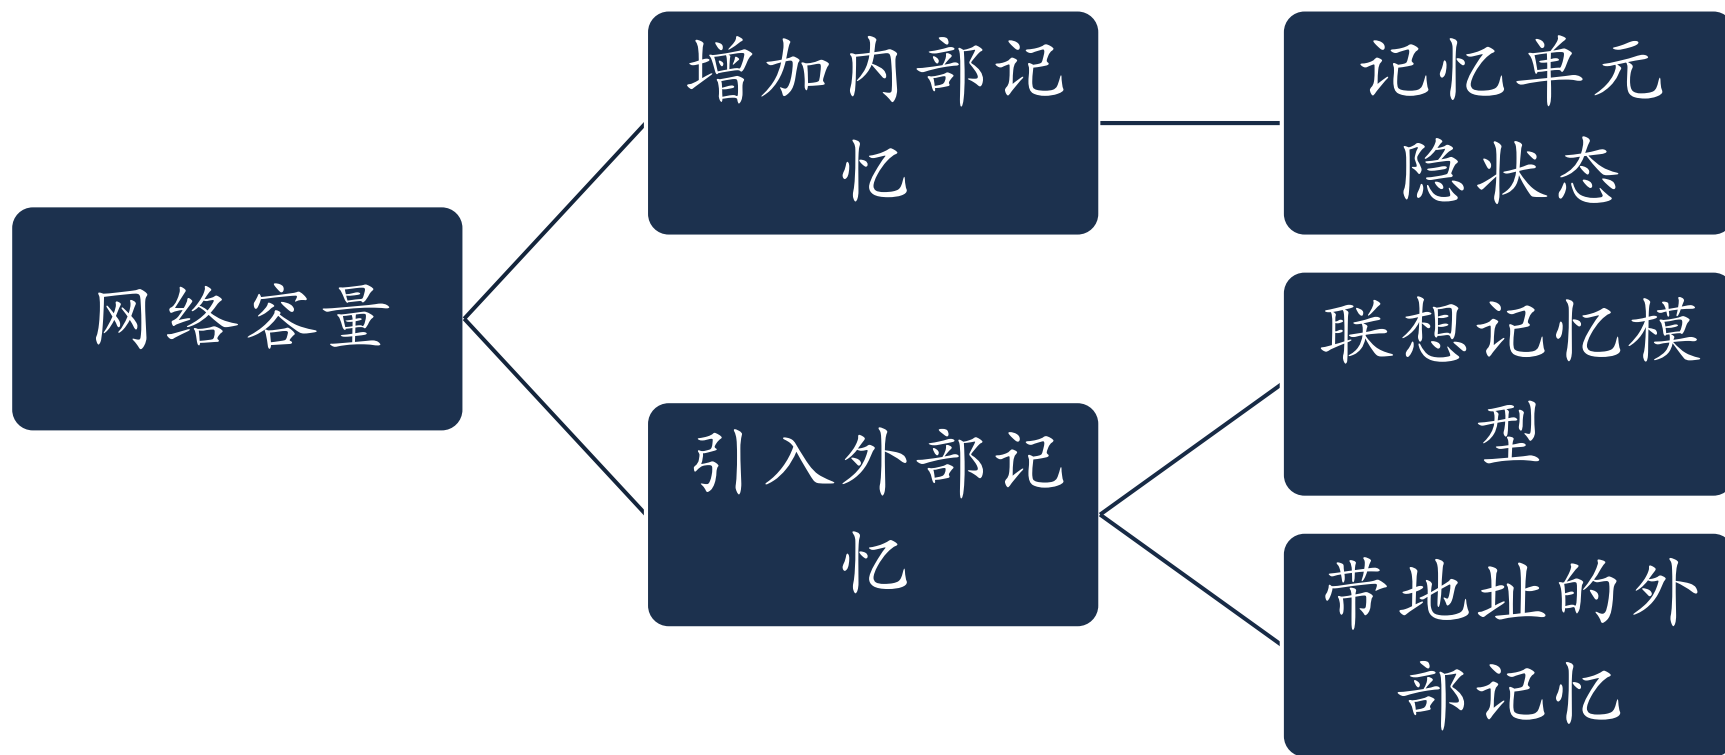 网络容量
增加内部记
忆
引入外部记
忆
记忆单元
隐状态
联想记忆模
型
带地址的外
部记忆